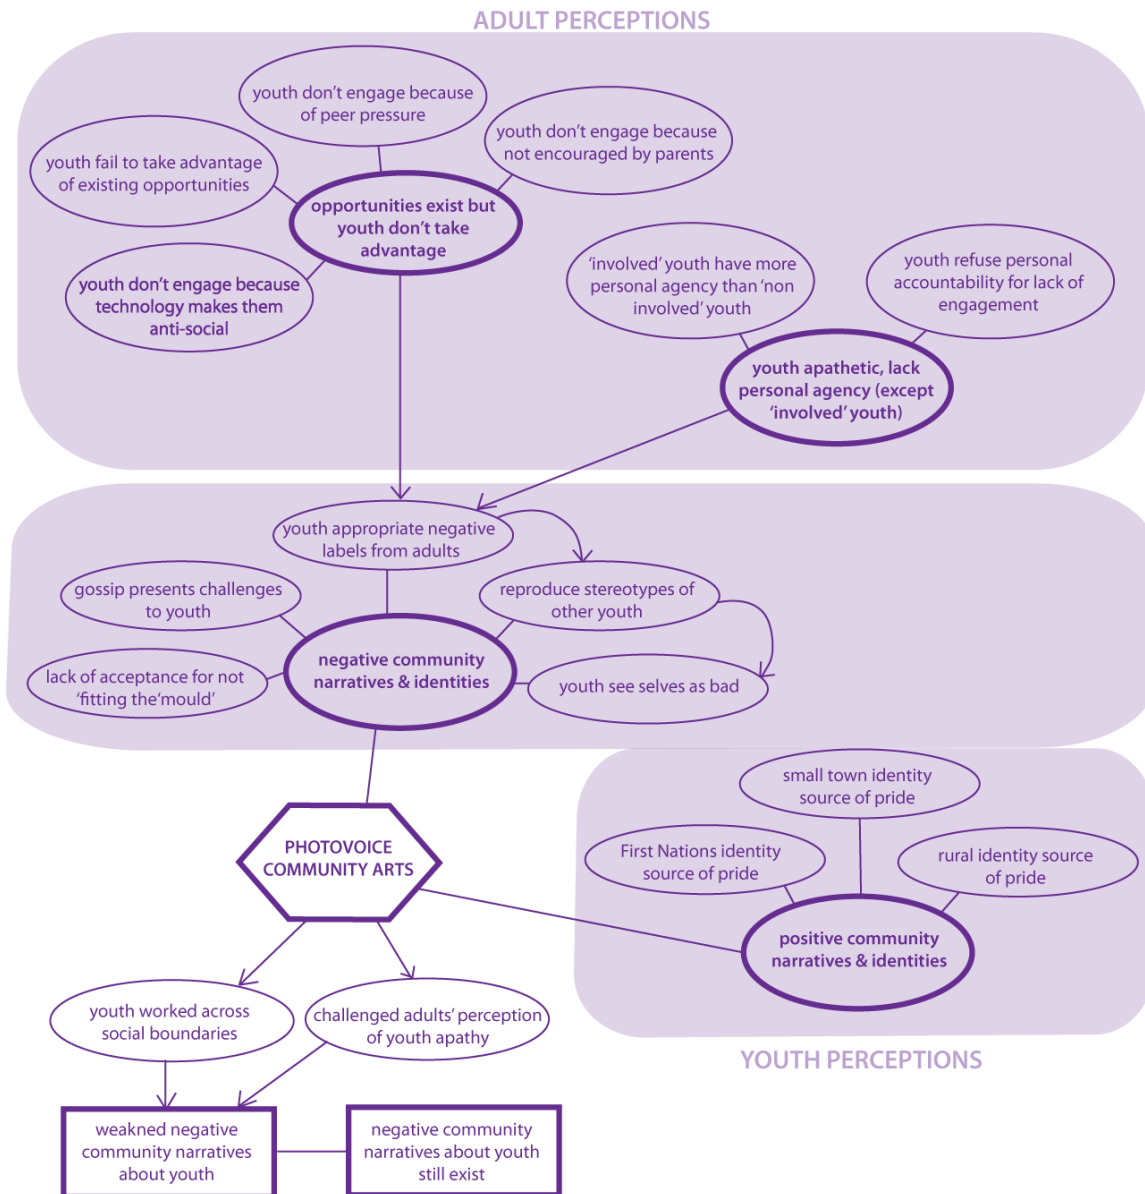 ADULT PERCEPTIONS
youth don’t engage because
of peer pressure
youth don’t engage because
not encouraged by parents
youth fail to take advantage
of existing opportunities
opportunities exist but
youth don’t take
advantage
youth don’t engage because
technology makes them
anti-social
‘involved’ youth have more
personal agency than ‘non
involved’ youth
youth refuse personal
accountability for lack of
engagement
youth apathetic, lack
personal agency (except
‘involved’ youth)
youth appropriate negative
labels from adults
gossip presents challenges
to youth
reproduce stereotypes of
other youth
negative community
narratives & identities
lack of acceptance for not
‘fitting the‘mould’
youth see selves as bad
small town identity
source of pride
First Nations identity
source of pride
rural identity source
of pride
PHOTOVOICE
COMMUNITY ARTS
positive community
narratives & identities
youth worked across
social boundaries
challenged adults’ perception
of youth apathy
YOUTH PERCEPTIONS
weakned negative
community narratives
about youth
negative community
narratives about youth
still exist